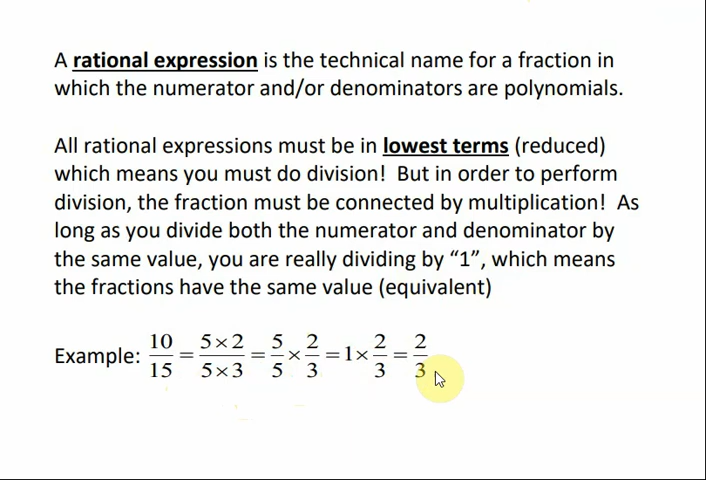 A rational expression is the technical name for a fraction in
which the numerator and/or denominators are polynomials.
All rational expressions must be in lowest terms (reduced)
which means you must do division!  But in order to perform
division, the fraction must be connected by multiplication!  As
long as you divide both the numerator and denominator by
the same value, you are really dividing by “1”, which means
the fractions have the same value (equivalent)
Example: 10/15 = 5×2/5×3 = 5/5 × 2/3 = 1× 2/3 = 2/3